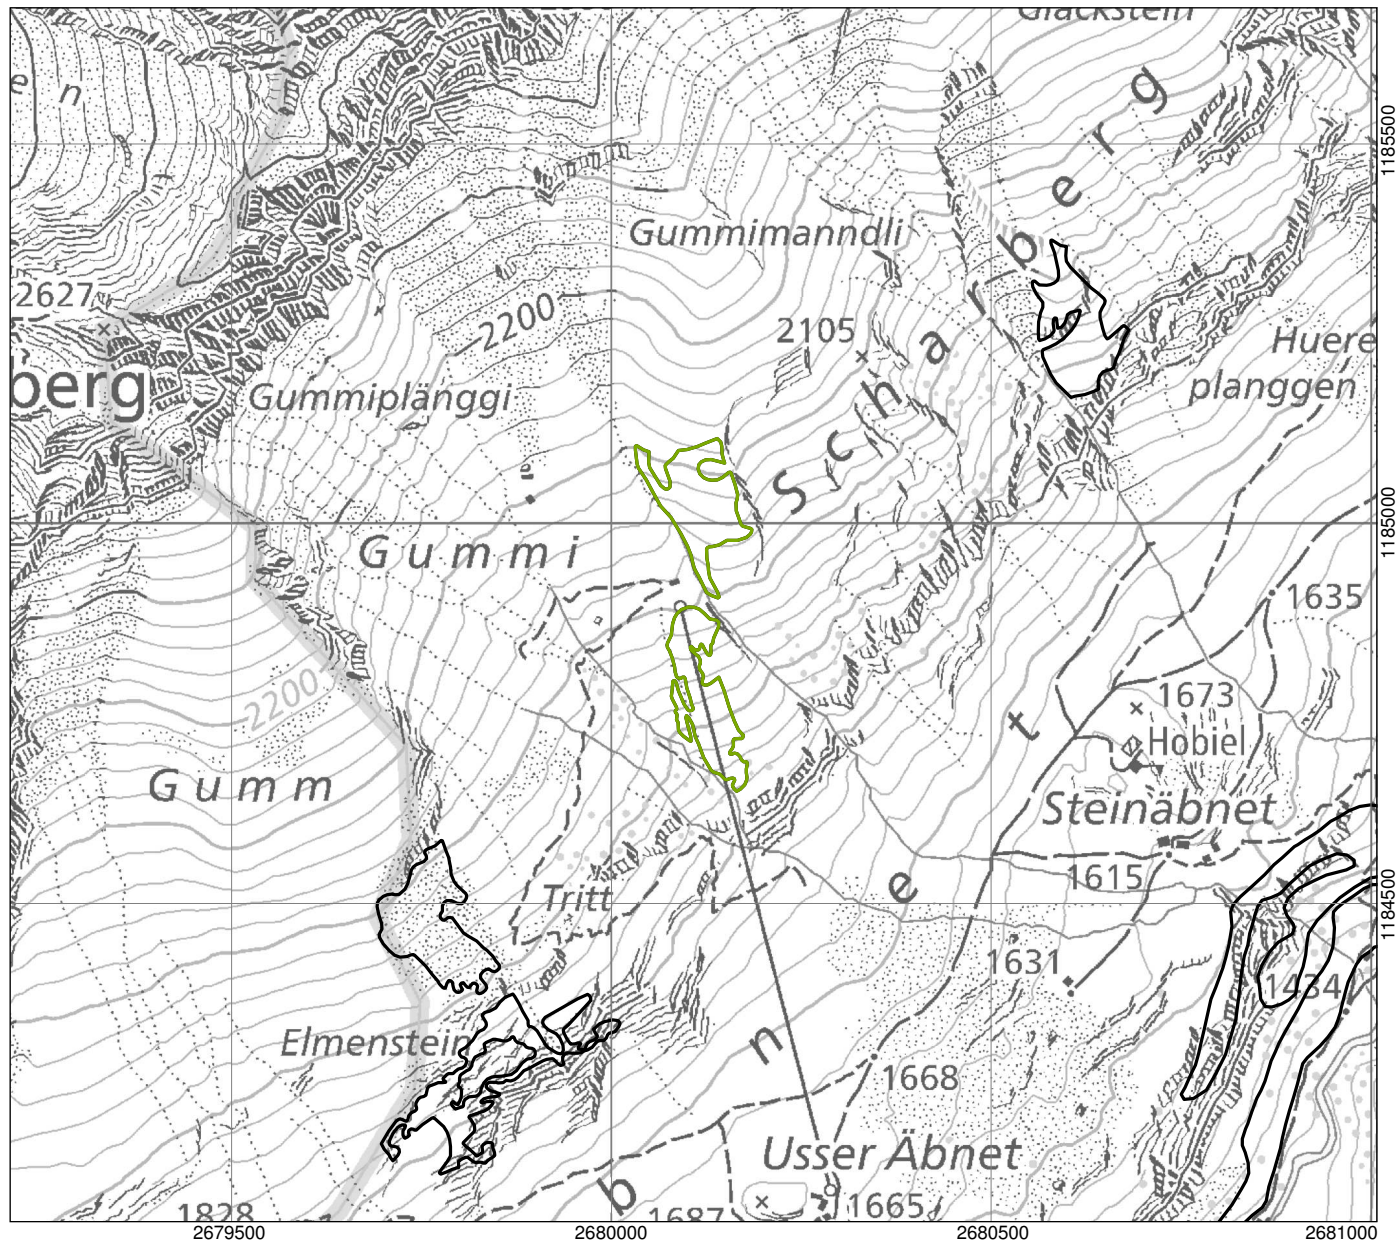 Glackstein
e n
Scharberg
1185500
Gummimanndli
2627
2200
2105
Huere
planggen
berg
Gummiplänggi
1185000
Gummi
1635
2200
1673
Hobiel
Gumm
Steinäbnet
1615
Tritt
1184500
1631
1434
Elmenstein
bnet
1668
Usser Äbnet
1665
1687
1828
2679500
2680000
2680500
2681000